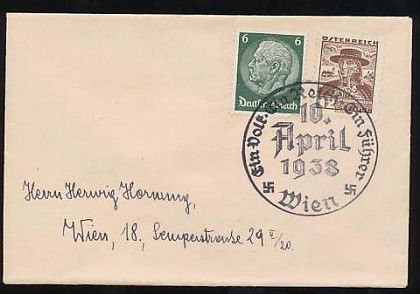 6 6
Deutsches Reich
ÖSTERREICH
Ein Volk. Ein Reich. Ein Führer
10.
April
1938
Wien
Herrn Herwig Hornung,
Wien, 18., Semperstrasse 29 II/20.